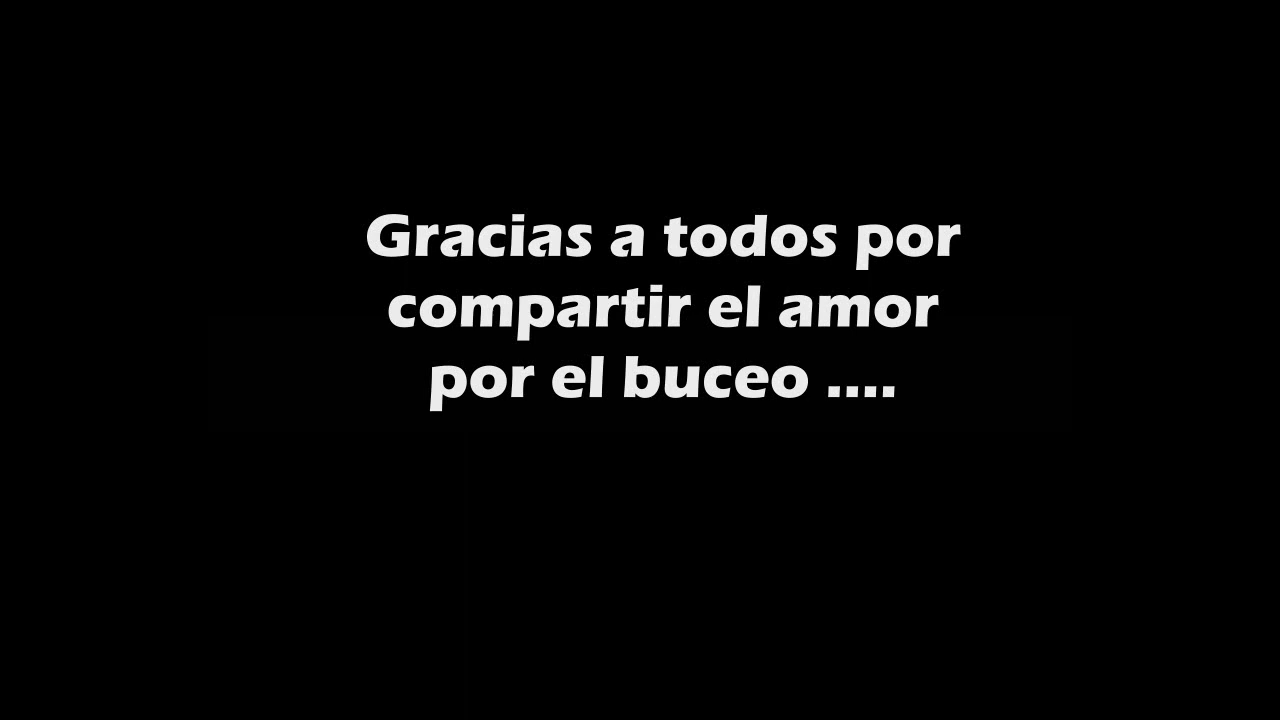 Gracias a todos por
compartir el amor
por el buceo ....